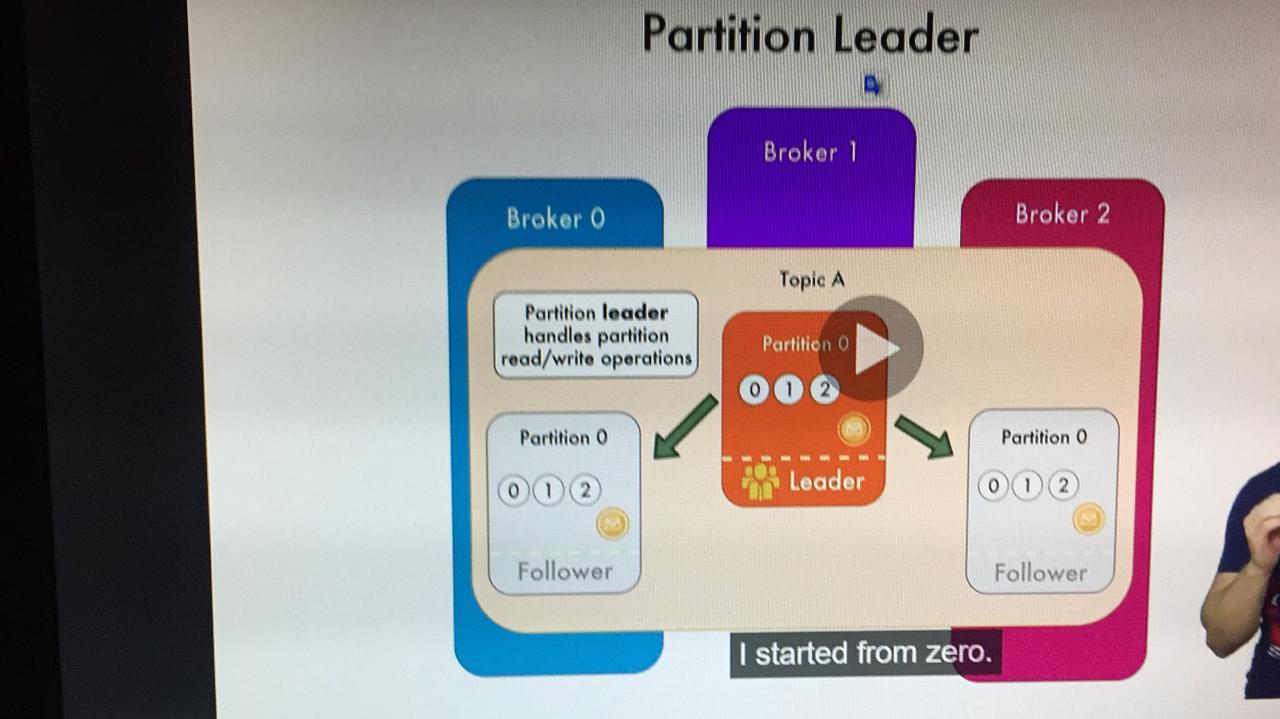 Partition Leader
Broker 1
Broker 0
Broker 2
Topic A
Partition leader
handles partition
read/write operations
Partition 0
0 1 2
Leader
Partition 0
0 1 2
Follower
Partition 0
0 1 2
Follower
I started from zero.